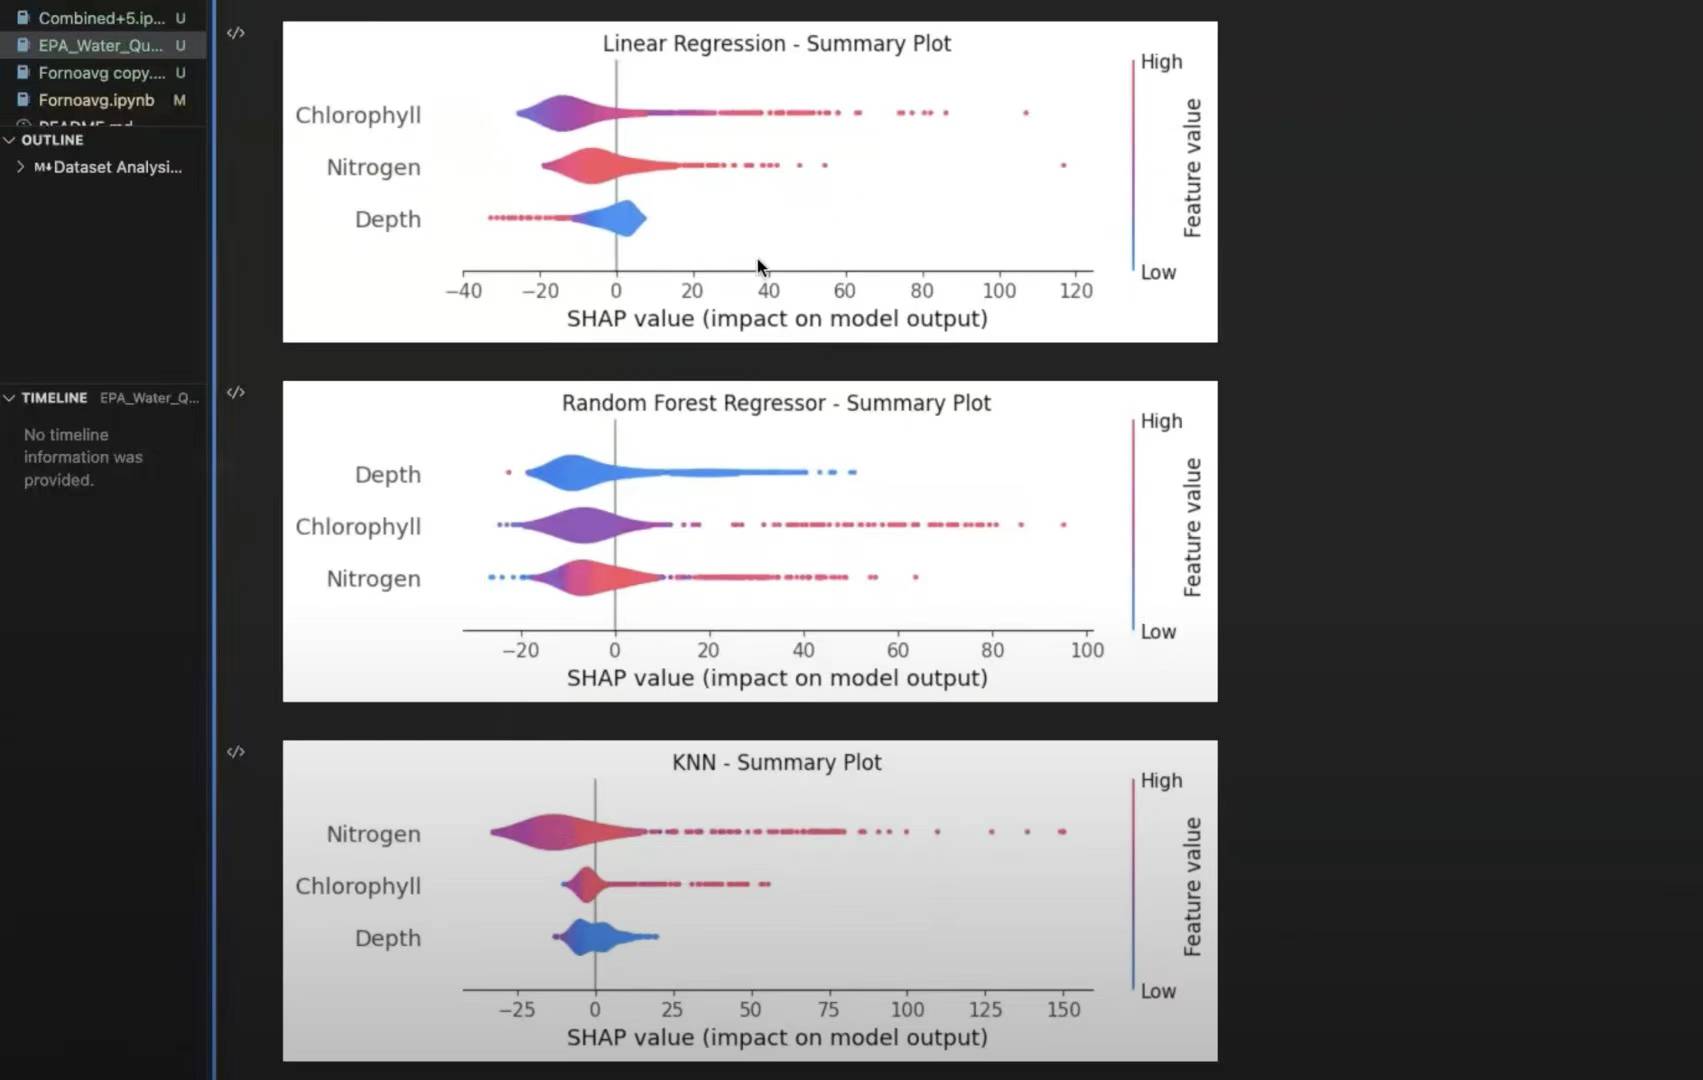 Combined+5.ip... U
EPA_Water_Qu... U
Fornoavg copy.... U
Fornoavg.ipynb M
README.md
OUTLINE
M↓Dataset Analysi...
TIMELINE EPA_Water_Q...
No timeline
information was
provided.
Linear Regression - Summary Plot
High
Chlorophyll
Nitrogen
Depth
Feature value
Low
−40 −20 0 20 40 60 80 100 120
SHAP value (impact on model output)
Random Forest Regressor - Summary Plot
High
Depth
Chlorophyll
Nitrogen
Feature value
Low
−20 0 20 40 60 80 100
SHAP value (impact on model output)
KNN - Summary Plot
High
Nitrogen
Chlorophyll
Depth
Feature value
Low
−25 0 25 50 75 100 125 150
SHAP value (impact on model output)